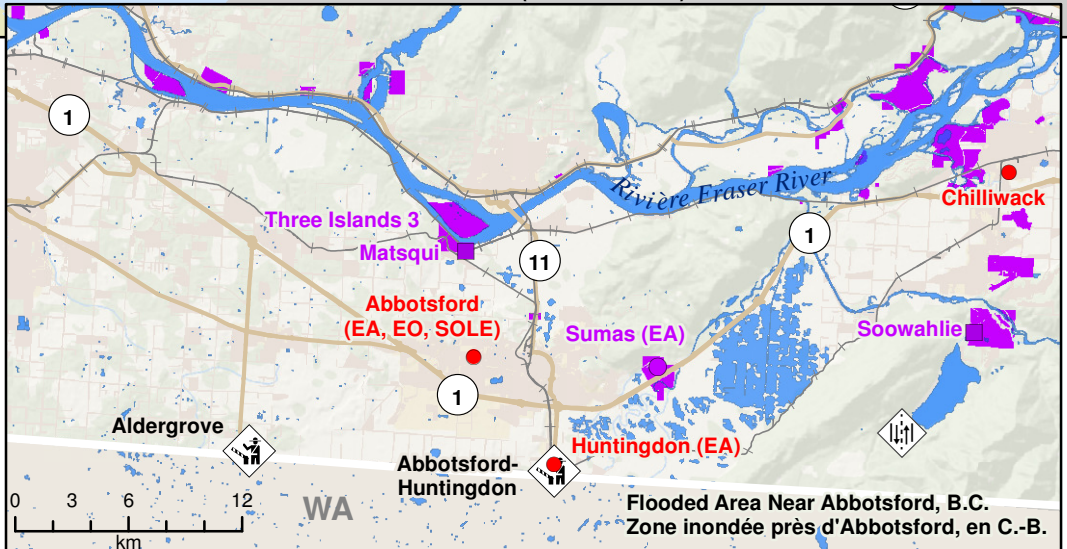 1
Rivière Fraser River
Chilliwack
Three Islands 3
Matsqui
11
1
Abbotsford
(EA, EO, SOLE)
Sumas (EA)
Soowahlie
1
Aldergrove
Huntingdon (EA)
Abbotsford-
Huntingdon
WA
0 3 6 12
km
Flooded Area Near Abbotsford, B.C.
Zone inondée près d'Abbotsford, en C.-B.